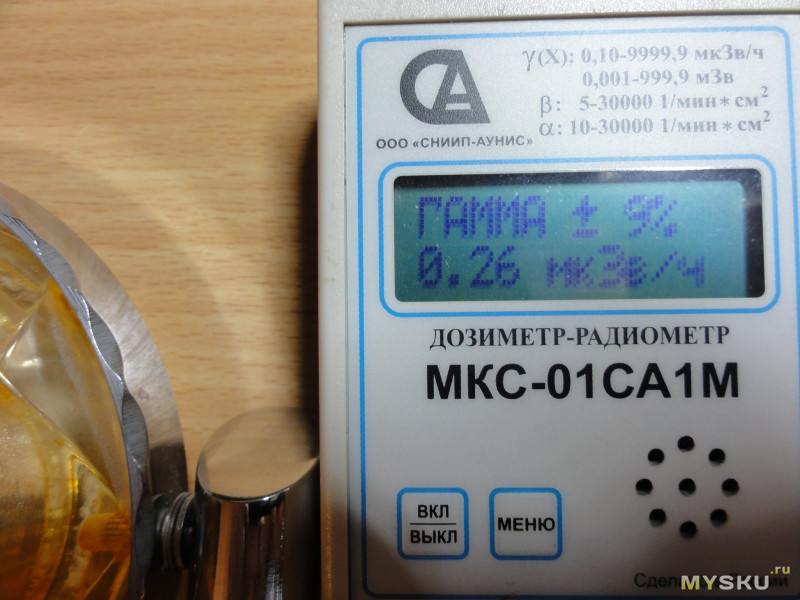 γ(X): 0,10-9999,9 мкЗв/ч
0,001-999,9 мЗв
β: 5-30000 1/мин*см²
α: 10-30000 1/мин*см²
СА
ООО «СНИИП-АУНИС»
ГАММА ± 9%
0.26 мкЗв/ч
ДОЗИМЕТР-РАДИОМЕТР
МКС-01СА1М
ВКЛ
ВЫКЛ
МЕНЮ
MYSKU.ru